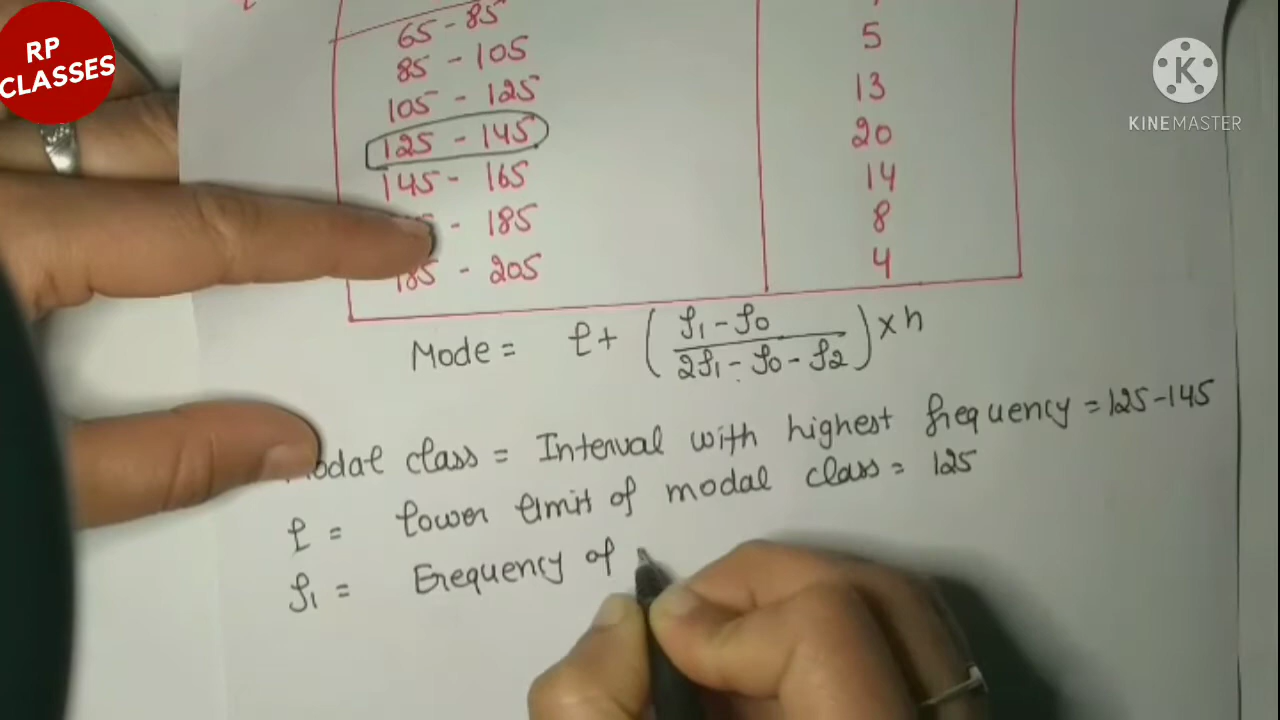 RP
CLASSES
K
KINEMASTER
65 - 85
85 - 105 5
105 - 125 13
125 - 145 20
145 - 165 14
- 185 8
185 - 205 4
Mode = l + ( f1 - f0 / 2f1 - f0 - f2 ) × h
Modal class = Interval with highest frequency = 125-145
l = lower limit of modal class = 125
f1 = Frequency of